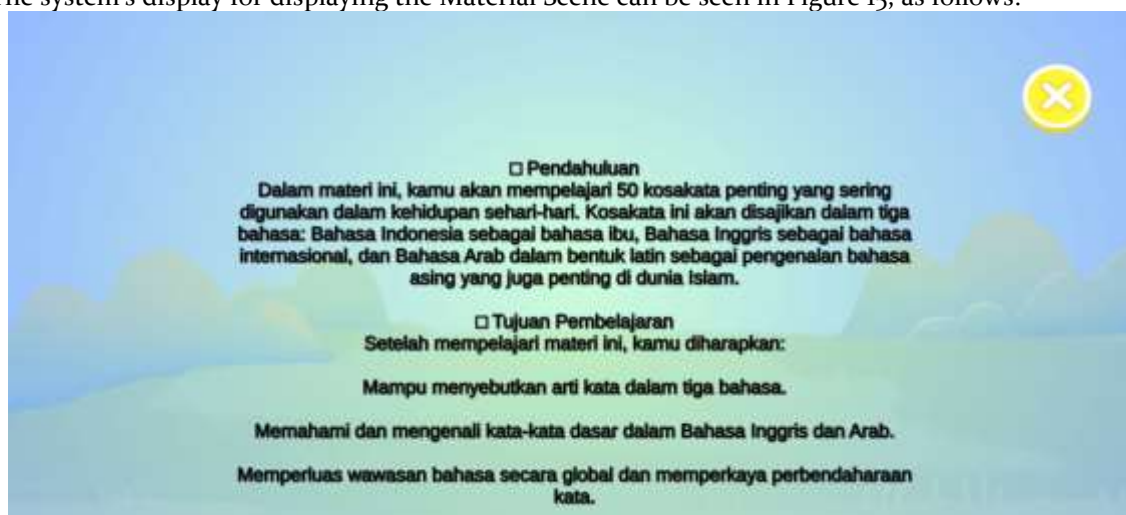 The system's display for displaying the Material Scene can be seen in Figure 15, as follows:
□ Pendahuluan
Dalam materi ini, kamu akan mempelajari 50 kosakata penting yang sering
digunakan dalam kehidupan sehari-hari. Kosakata ini akan disajikan dalam tiga
bahasa: Bahasa Indonesia sebagai bahasa ibu, Bahasa Inggris sebagai bahasa
internasional, dan Bahasa Arab dalam bentuk latin sebagai pengenalan bahasa
asing yang juga penting di dunia Islam.
□ Tujuan Pembelajaran
Setelah mempelajari materi ini, kamu diharapkan:
Mampu menyebutkan arti kata dalam tiga bahasa.
Memahami dan mengenali kata-kata dasar dalam Bahasa Inggris dan Arab.
Memperluas wawasan bahasa secara global dan memperkaya perbendaharaan
kata.